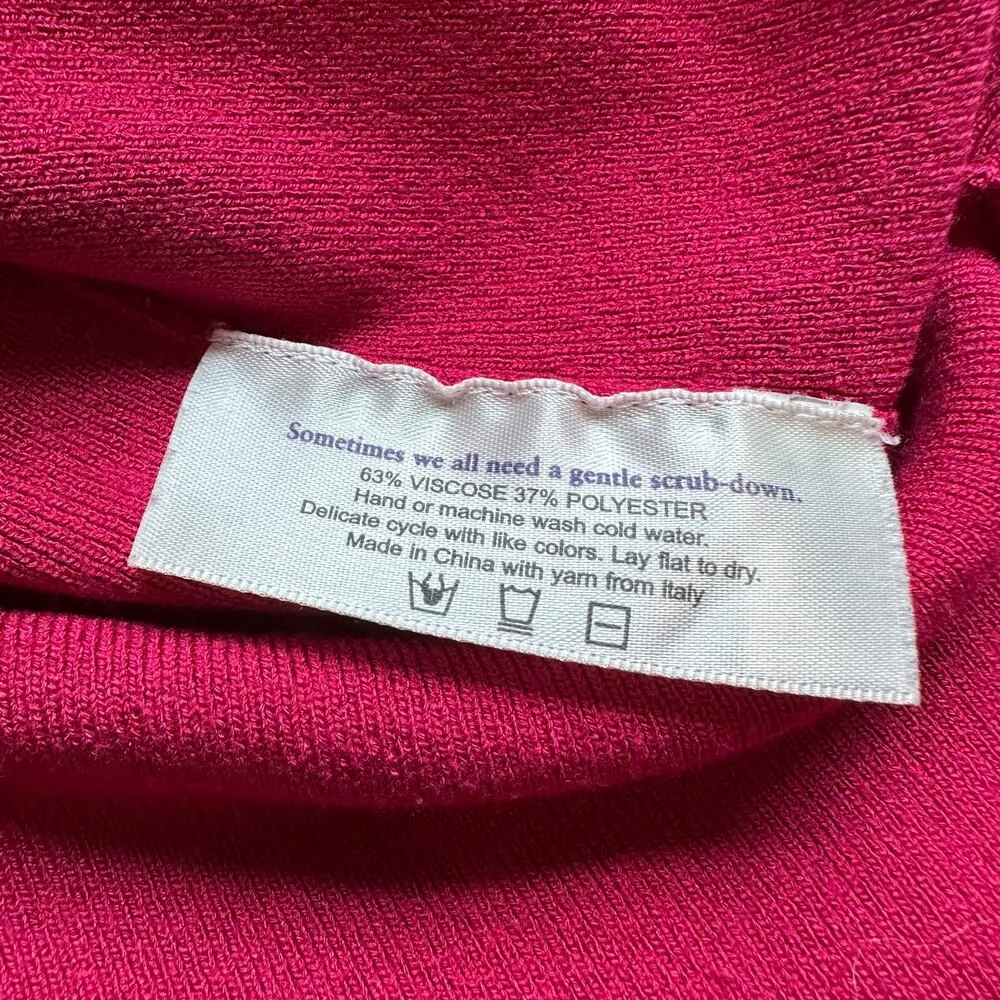 Sometimes we all need a gentle scrub-down.
63% VISCOSE 37% POLYESTER
Hand or machine wash cold water.
Delicate cycle with like colors. Lay flat to dry.
Made in China with yarn from Italy